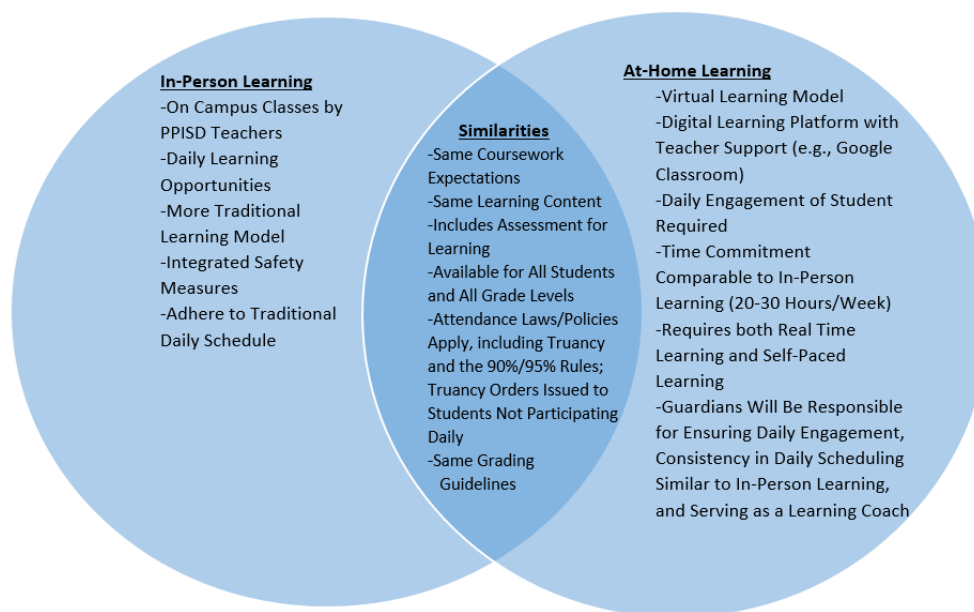 In-Person Learning
-On Campus Classes by
PPISD Teachers
-Daily Learning
Opportunities
-More Traditional
Learning Model
-Integrated Safety
Measures
-Adhere to Traditional
Daily Schedule
Similarities
-Same Coursework
Expectations
-Same Learning Content
-Includes Assessment for
Learning
-Available for All Students
and All Grade Levels
-Attendance Laws/Policies
Apply, including Truancy
and the 90%/95% Rules;
Truancy Orders Issued to
Students Not Participating
Daily
-Same Grading
Guidelines
At-Home Learning
-Virtual Learning Model
-Digital Learning Platform with
Teacher Support (e.g., Google
Classroom)
-Daily Engagement of Student
Required
-Time Commitment
Comparable to In-Person
Learning (20-30 Hours/Week)
-Requires both Real Time
Learning and Self-Paced
Learning
-Guardians Will Be Responsible
for Ensuring Daily Engagement,
Consistency in Daily Scheduling
Similar to In-Person Learning,
and Serving as a Learning Coach